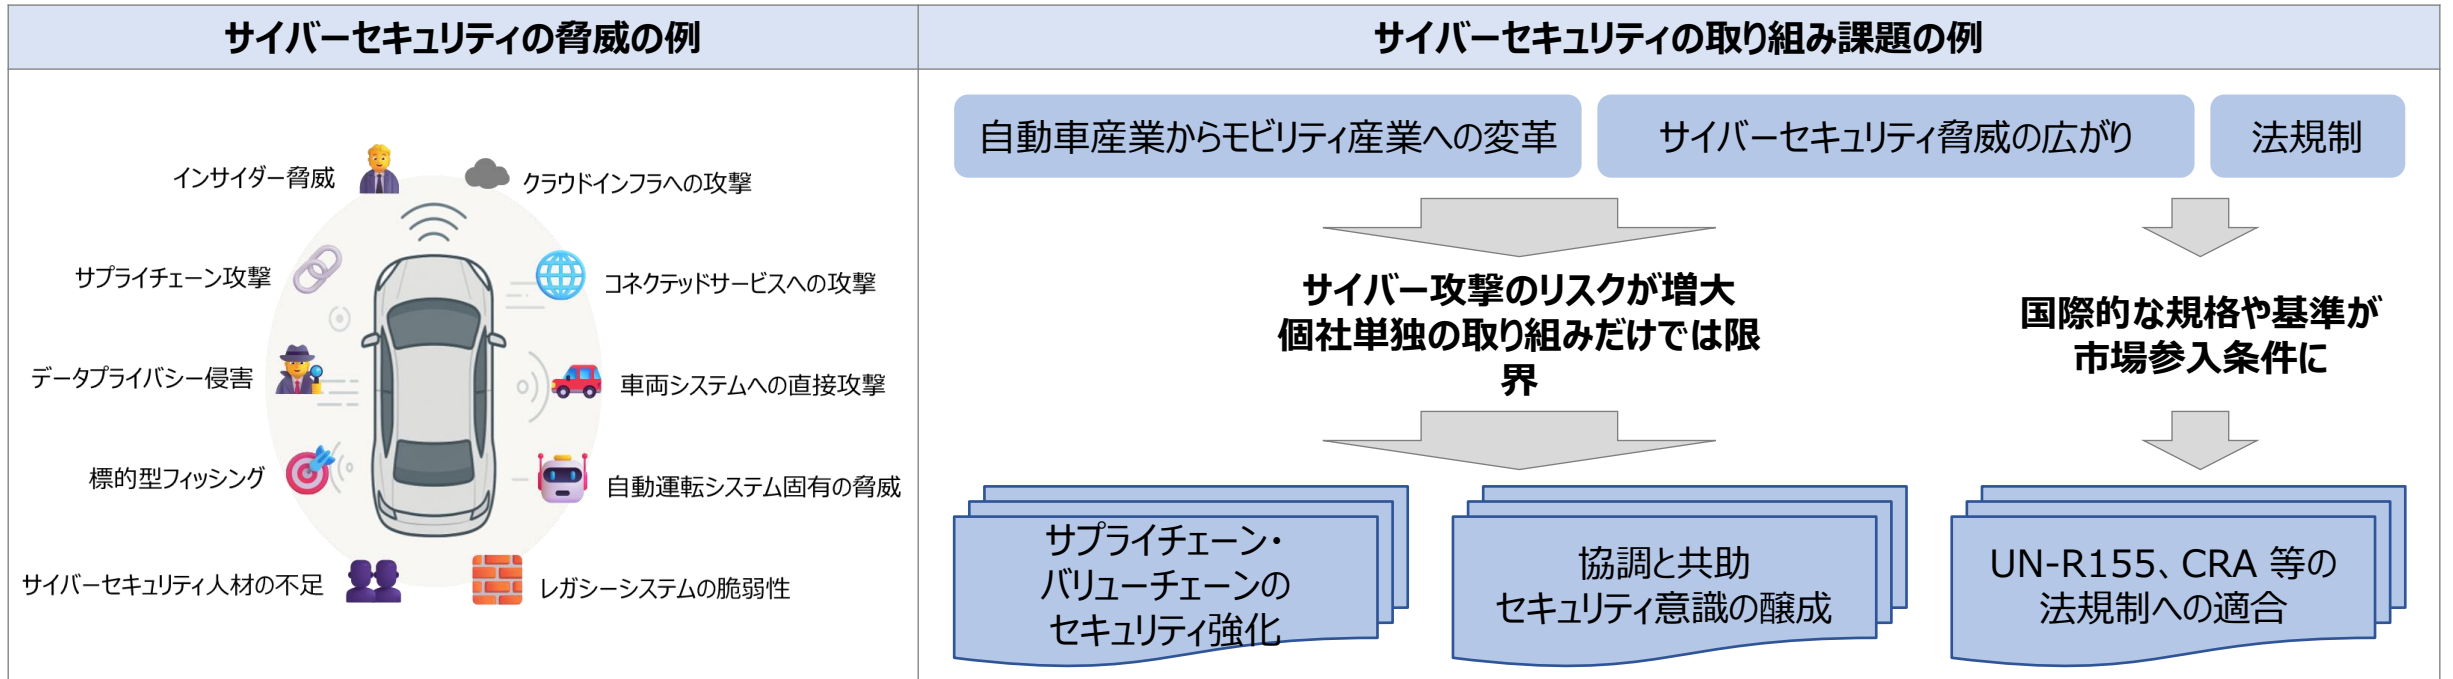 サイバーセキュリティの脅威の例
サイバーセキュリティの取り組み課題の例
インサイダー脅威
クラウドインフラへの攻撃
サプライチェーン攻撃
コネクテッドサービスへの攻撃
データプライバシー侵害
車両システムへの直接攻撃
標的型フィッシング
自動運転システム固有の脅威
サイバーセキュリティ人材の不足
レガシーシステムの脆弱性
自動車産業からモビリティ産業への変革
サイバーセキュリティ脅威の広がり
法規制
サイバー攻撃のリスクが増大
個社単独の取り組みだけでは限
界
国際的な規格や基準が
市場参入条件に
サプライチェーン・
バリューチェーンの
セキュリティ強化
協調と共助
セキュリティ意識の醸成
UN-R155、CRA 等の
法規制への適合